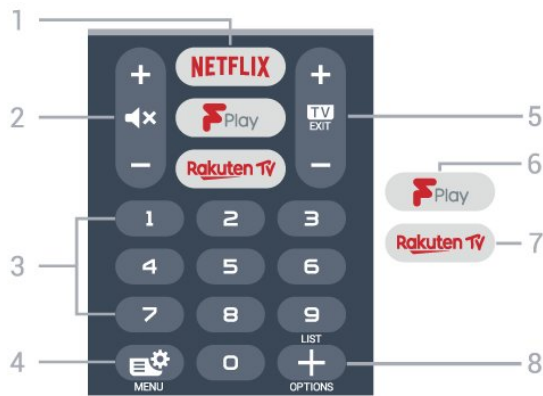 1
+ NETFLIX +
2 F Play TV EXIT 5
- Rakuten TV - 6
F Play
1 2 3
Rakuten TV 7
3 4 5 6
7 8 9
LIST
4 0 + 8
MENU OPTIONS